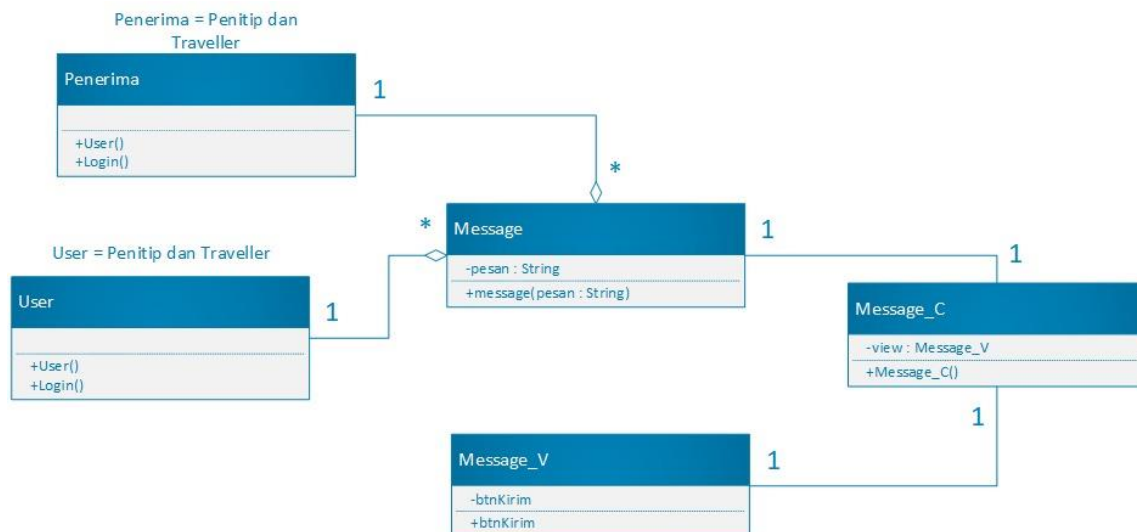 Penerima = Penitip dan
Traveller
Penerima
+User()
+Login()
1
*
User = Penitip dan Traveller
User
+User()
+Login()
1
*
Message
-pesan : String
+message(pesan : String)
1
1
Message_C
-view : Message_V
+Message_C()
1
1
Message_V
-btnKirim
+btnKirim